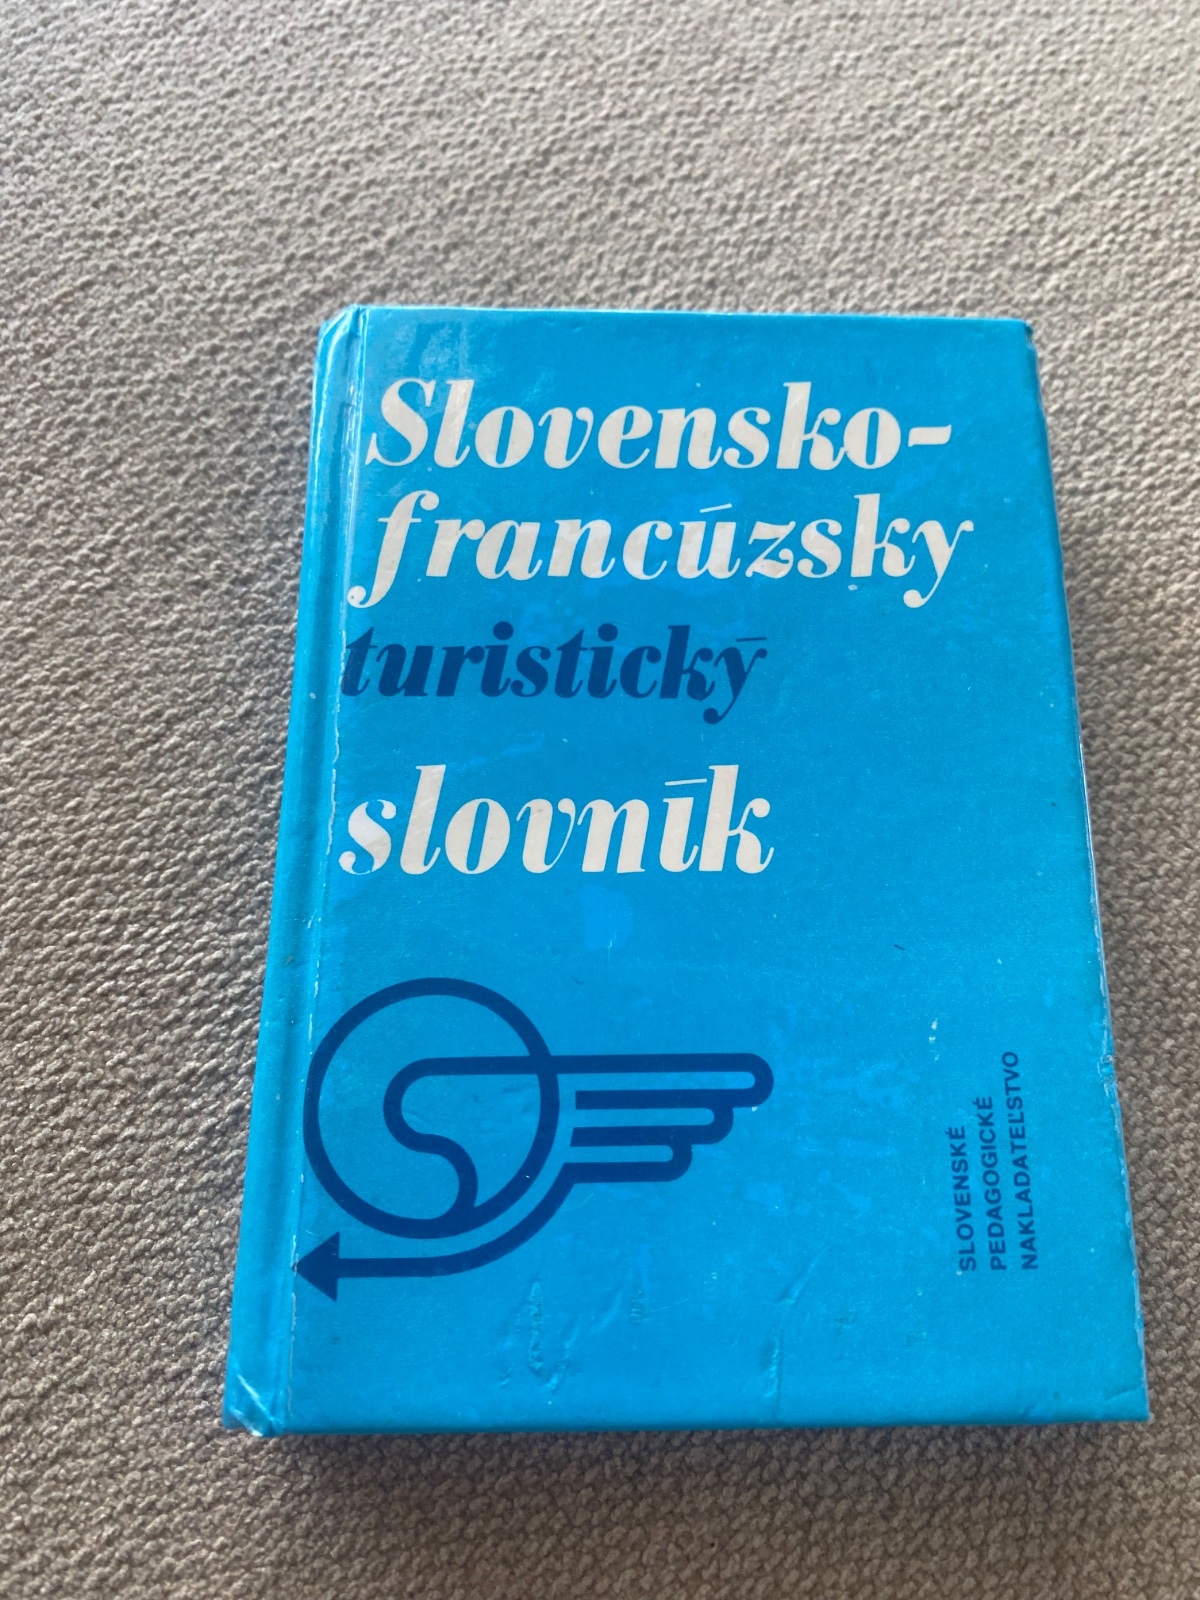 Slovensko-
francúzsky
turistický
slovník
SLOVENSKÉ
PEDAGOGICKÉ
NAKLADATEĽSTVO